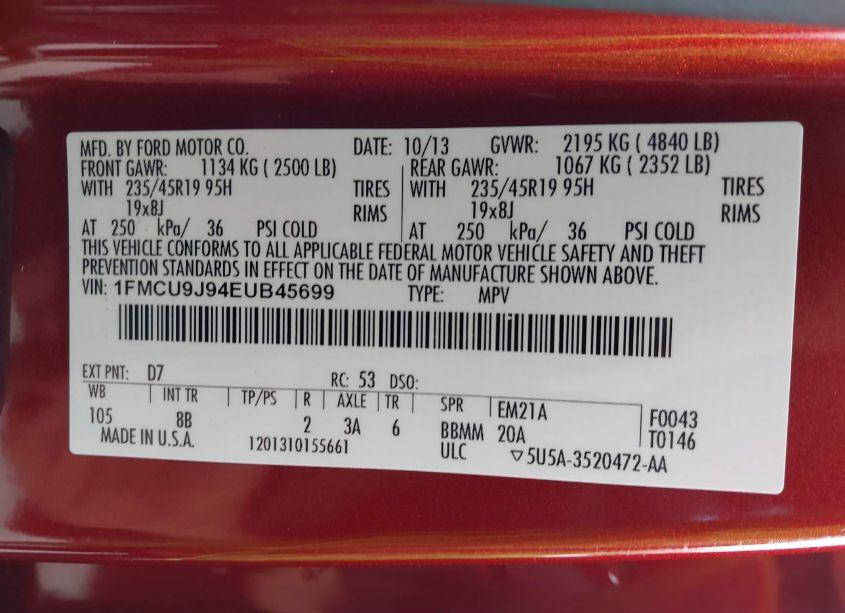 MFD. BY FORD MOTOR CO. DATE: 10/13 GVWR: 2195 KG ( 4840 LB)
FRONT GAWR: 1134 KG ( 2500 LB) REAR GAWR: 1067 KG ( 2352 LB)
WITH 235/45R19 95H TIRES WITH 235/45R19 95H TIRES
19x8J RIMS 19x8J RIMS
AT 250 kPa/ 36 PSI COLD AT 250 kPa/ 36 PSI COLD
THIS VEHICLE CONFORMS TO ALL APPLICABLE FEDERAL MOTOR VEHICLE SAFETY AND THEFT
PREVENTION STANDARDS IN EFFECT ON THE DATE OF MANUFACTURE SHOWN ABOVE.
VIN: 1FMCU9J94EUB45699 TYPE: MPV
EXT PNT: D7 RC: 53 DSO:
WB INT TR TP/PS R AXLE TR SPR EM21A F0043
105 8B 2 3A 6 BBMM 20A T0146
MADE IN U.S.A. 1201310155661 ULC ▽5U5A-3520472-AA